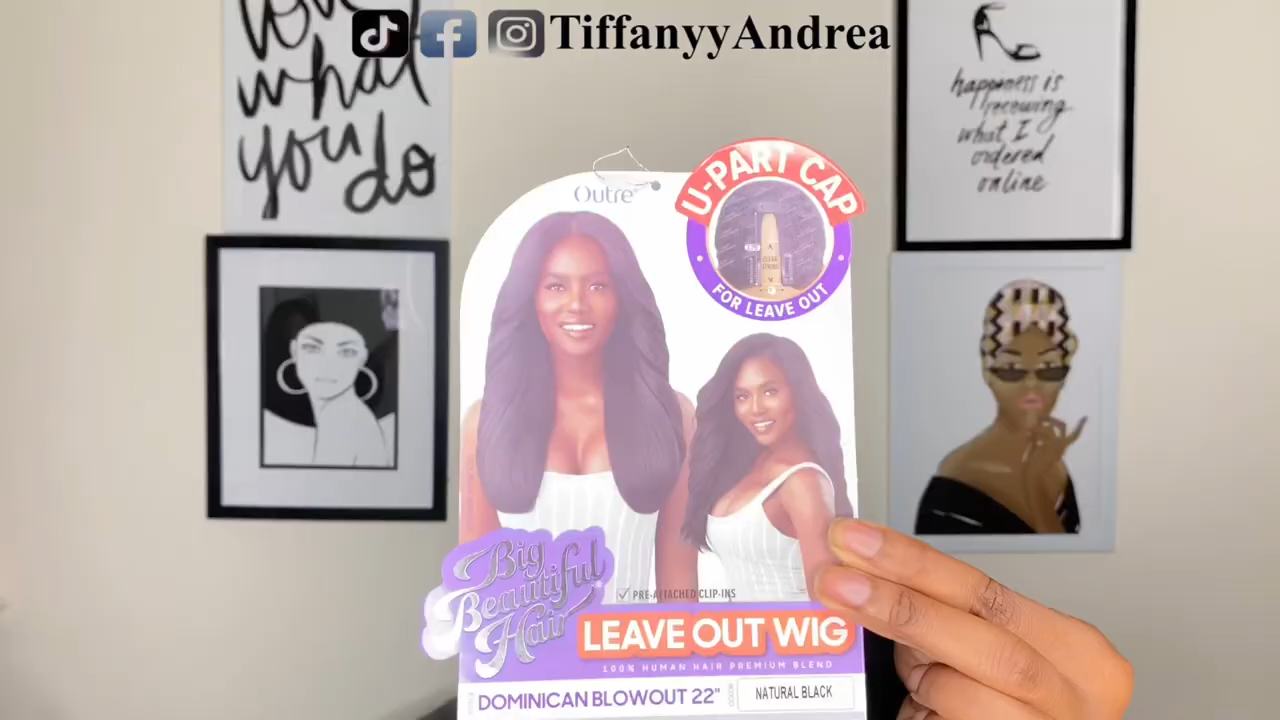 TiffanyyAndrea
love
what
you do
happiness is
receiving
what I
ordered
online
Outre
U-PART CAP
FOR LEAVE OUT
Big
Beautiful
Hair
✓ PRE-ATTACHED CLIP-INS
LEAVE OUT WIG
100% HUMAN HAIR PREMIUM BLEND
DOMINICAN BLOWOUT 22"
NATURAL BLACK